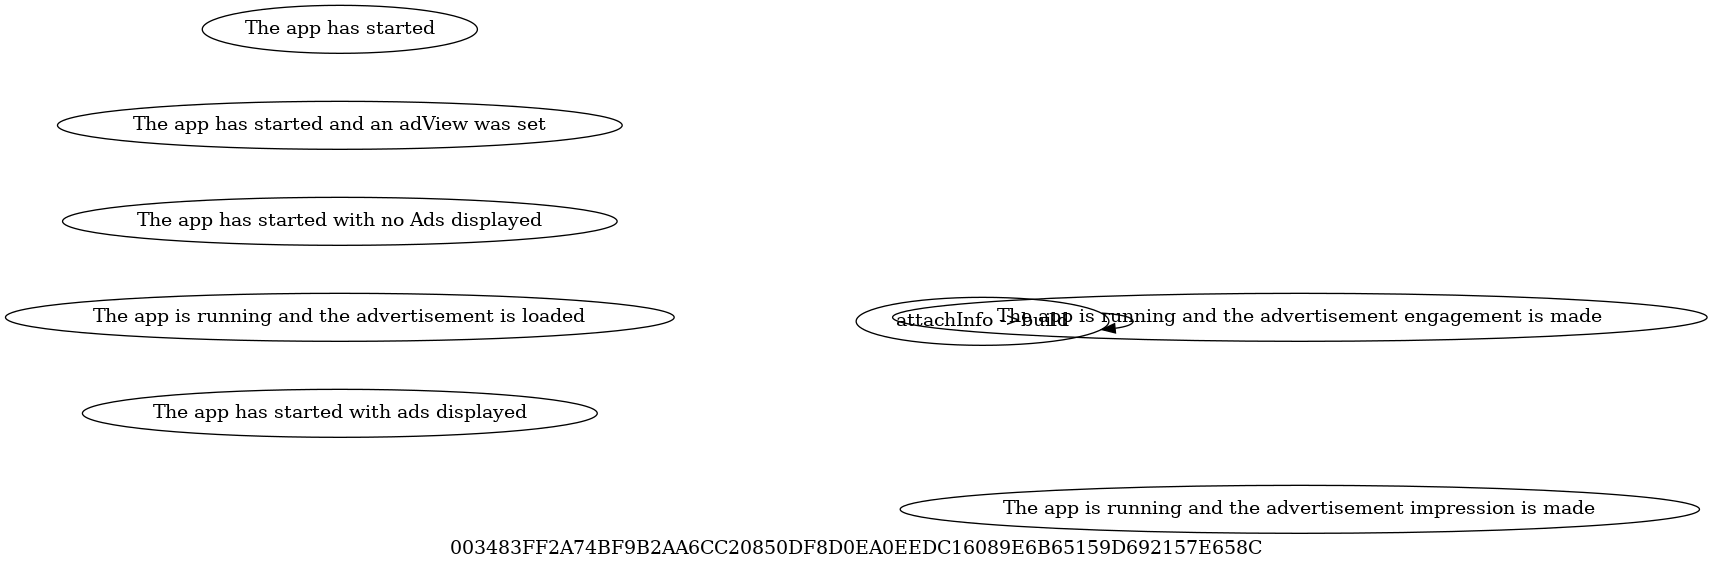 The app has started
The app has started and an adView was set
The app has started with no Ads displayed
The app is running and the advertisement is loaded
attachInfo -> build
The app is running and the advertisement engagement is made
The app has started with ads displayed
The app is running and the advertisement impression is made
003483FF2A74BF9B2AA6CC20850DF8D0EA0EEDC16089E6B65159D692157E658C